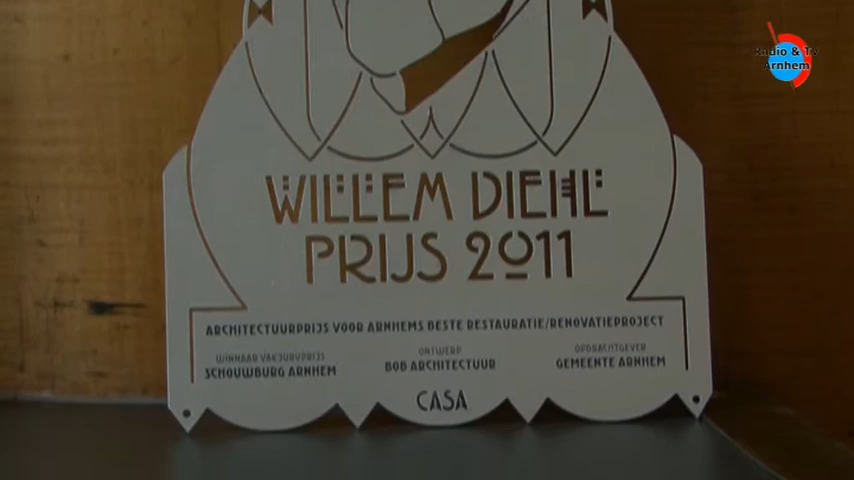 Radio & TV
Arnhem
WILLEM DIEHL
PRIJS 2011
ARCHITECTUURPRIJS VOOR ARNHEMS BESTE RESTAURATIE/RENOVATIEPROJECT
WINNAAR VAKJURYPRIJS
SCHOUWBURG ARNHEM
ONTWERP
BOB ARCHITECTUUR
OPDRACHTGEVER
GEMEENTE ARNHEM
CASA